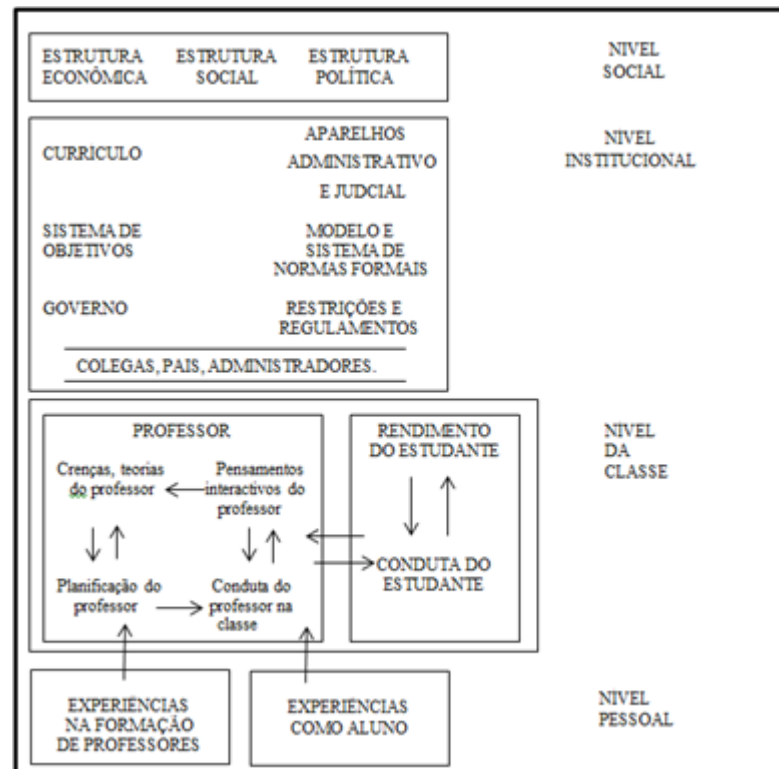 ESTRUTURA ECONÔMICA
ESTRUTURA SOCIAL
ESTRUTURA POLÍTICA
NIVEL SOCIAL
CURRÍCULO
APARELHOS
ADMINISTRATIVO
E JUDCIAL
NIVEL INSTITUCIONAL
SISTEMA DE OBJETIVOS
MODELO E SISTEMA DE NORMAS FORMAIS
GOVERNO
RESTRIÇÕES E REGULAMENTOS
COLEGAS, PAIS, ADMINISTRADORES.
PROFESSOR
Crenças, teorias
do professor
Pensamentos
interactivos do
professor
Planificação do
professor
Conduta do
professor na
classe
RENDIMENTO
DO ESTUDANTE
CONDUTA DO
ESTUDANTE
NÍVEL
DA
CLASSE
EXPERIÊNCIAS
NA FORMAÇÃO
DE PROFESSORES
EXPERIÊNCIAS
COMO ALUNO
NIVEL
PESSOAL